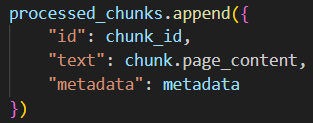 processed_chunks.append({
    "id": chunk_id,
    "text": chunk.page_content,
    "metadata": metadata
})